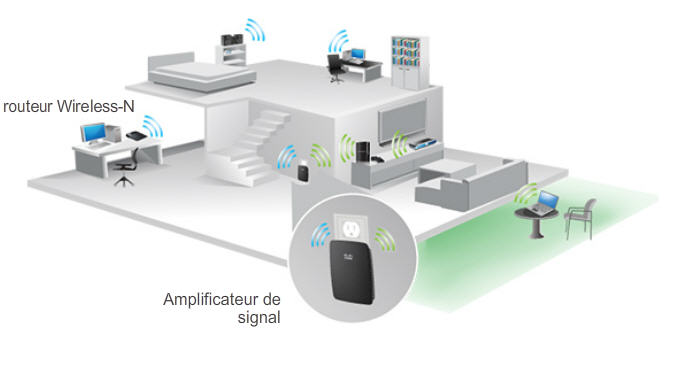 routeur Wireless-N
Amplificateur de
signal